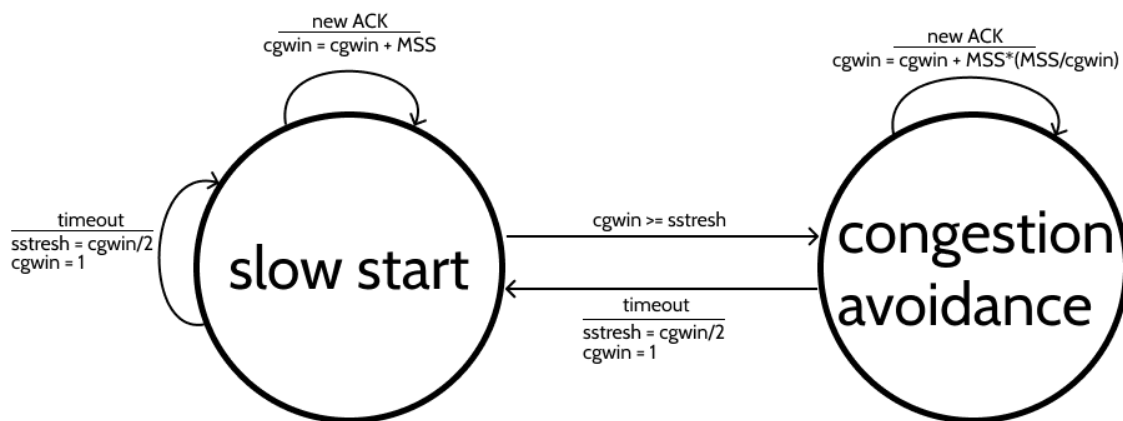 new ACK
cgwin = cgwin + MSS
new ACK
cgwin = cgwin + MSS*(MSS/cgwin)
timeout
sstresh = cgwin/2
cgwin = 1
slow start
cgwin >= sstresh
timeout
sstresh = cgwin/2
cgwin = 1
congestion
avoidance